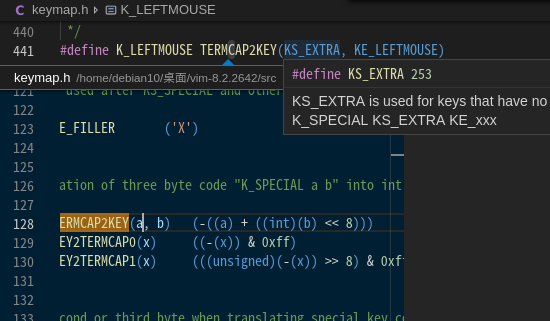 keymap.h > K_LEFTMOUSE
440 */
441 #define K_LEFTMOUSE TERMCAP2KEY(KS_EXTRA, KE_LEFTMOUSE)
keymap.h /home/debian10/桌面/vim-8.2.2642/src
#define KS_EXTRA 253
KS_EXTRA is used for keys that have no
K_SPECIAL KS_EXTRA KE_xxx
121 used after KS_SPECIAL and other
122
123 E_FILLER ('X')
124
125
126 ation of three byte code "K_SPECIAL a b" into int
127
128 ERMCAP2KEY(a, b) (-((a) + ((int)(b) << 8)))
129 EY2TERMCAP0(x) ((-(x)) & 0xff)
130 EY2TERMCAP1(x) (((unsigned)(-(x)) >> 8) & 0xff
131
132
133 cond or third byte when translating special key co